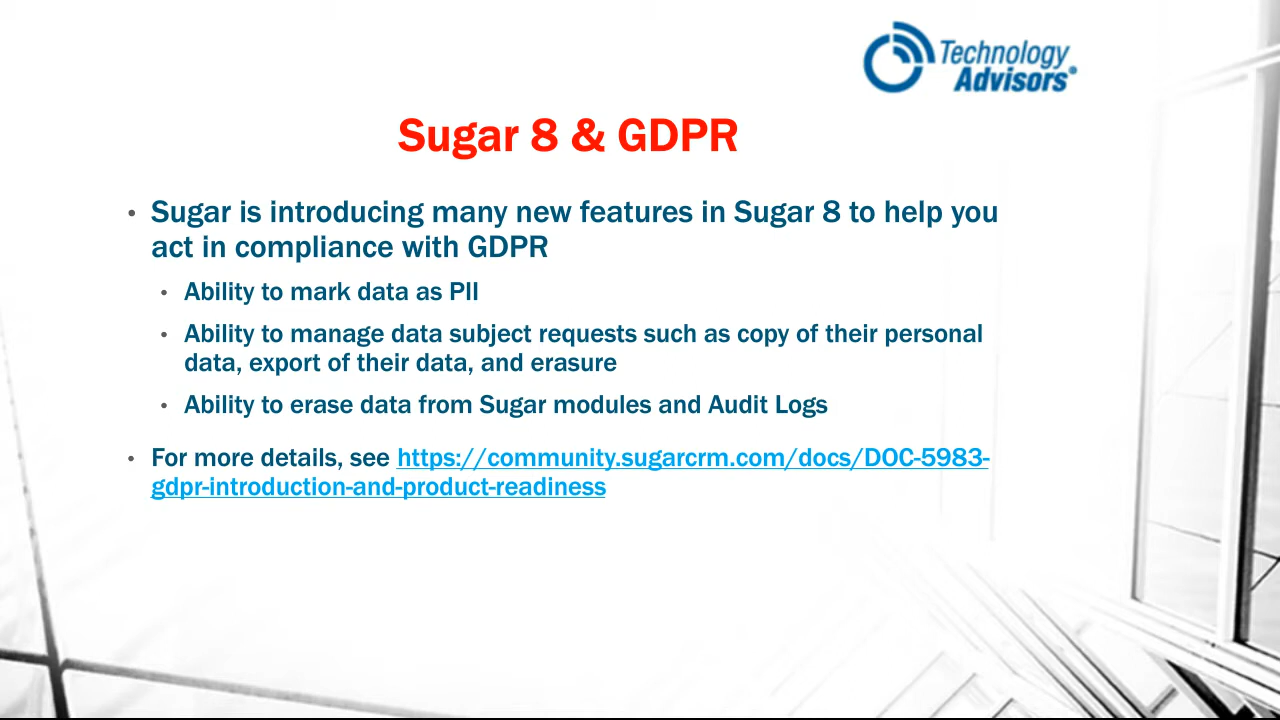 Technology
Advisors®
Sugar 8 & GDPR
• Sugar is introducing many new features in Sugar 8 to help you
act in compliance with GDPR
• Ability to mark data as PII
• Ability to manage data subject requests such as copy of their personal
data, export of their data, and erasure
• Ability to erase data from Sugar modules and Audit Logs
• For more details, see https://community.sugarcrm.com/docs/DOC-5983-
gdpr-introduction-and-product-readiness